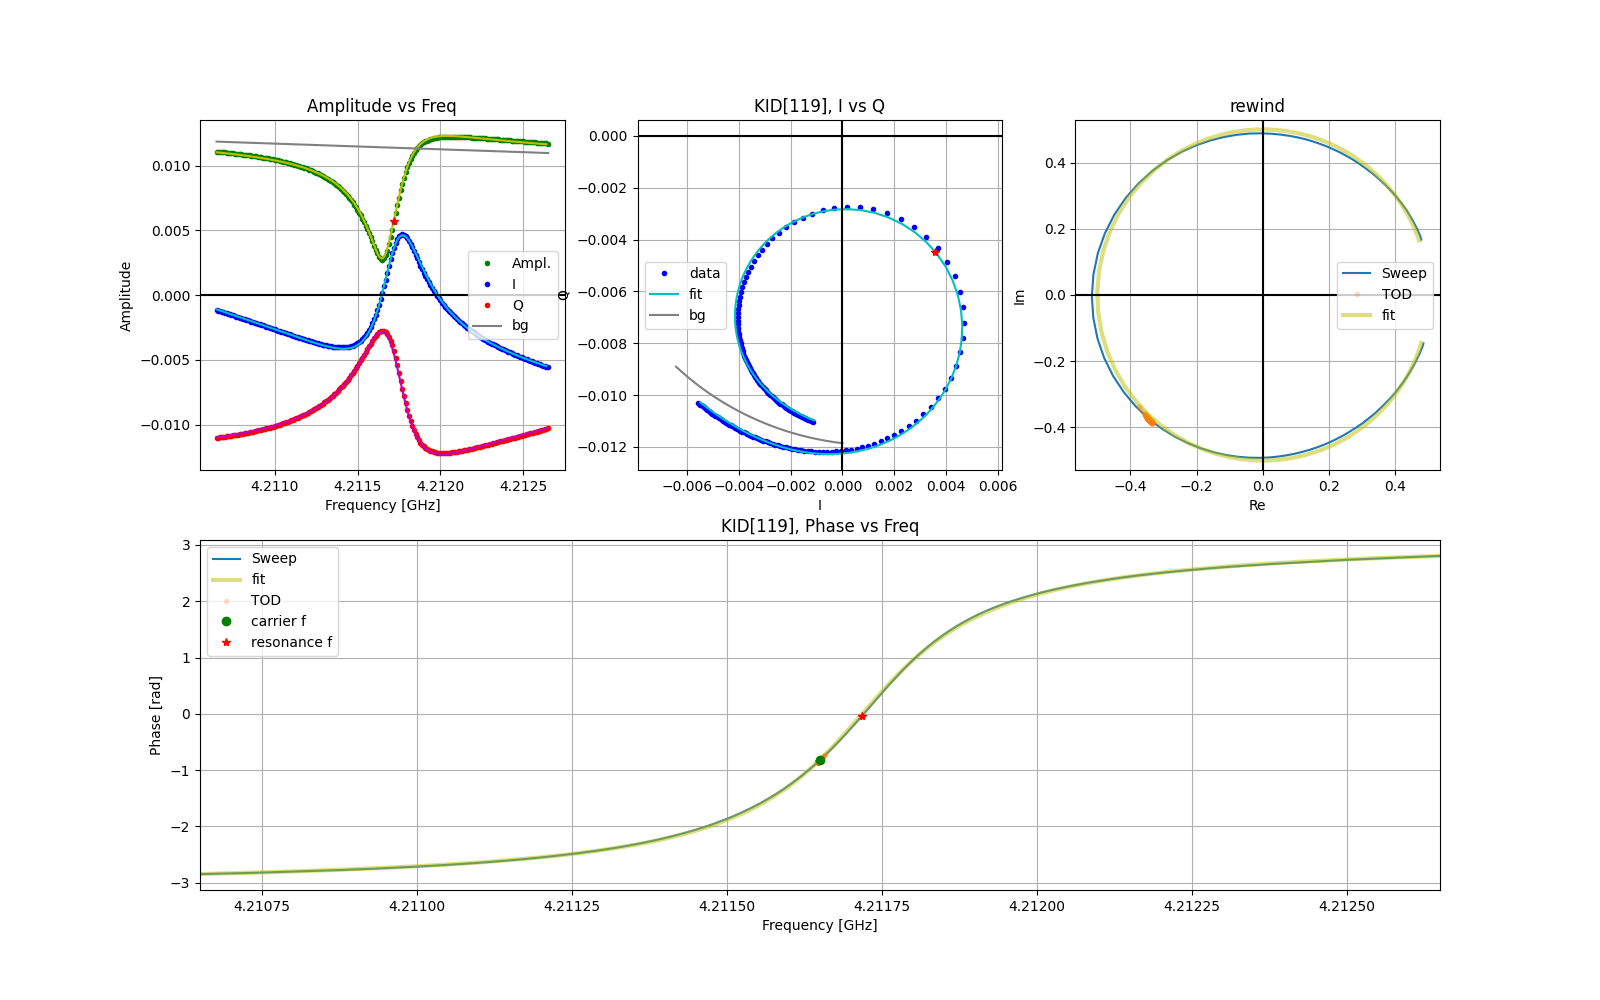 Amplitude vs Freq
Amplitude
0.010
0.005
0.000
−0.005
−0.010
Ampl.
I
Q
bg
4.2110
4.2115
4.2120
4.2125
Frequency [GHz]
KID[119], I vs Q
Q
0.000
−0.002
−0.004
−0.006
−0.008
−0.010
−0.012
data
fit
bg
−0.006
−0.004
−0.002
0.000
0.002
0.004
0.006
I
rewind
Im
0.4
0.2
0.0
−0.2
−0.4
Sweep
TOD
fit
−0.4
−0.2
0.0
0.2
0.4
Re
KID[119], Phase vs Freq
Phase [rad]
3
2
1
0
−1
−2
−3
Sweep
fit
TOD
carrier f
resonance f
4.21075
4.21100
4.21125
4.21150
4.21175
4.21200
4.21225
4.21250
Frequency [GHz]